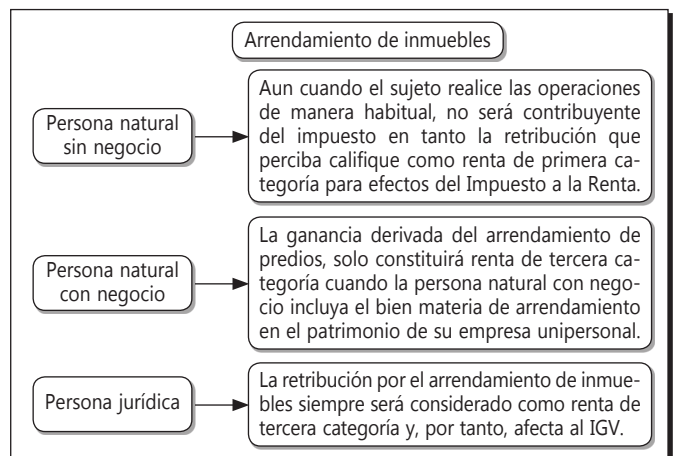 Arrendamiento de inmuebles
Persona natural
sin negocio
Aun cuando el sujeto realice las operaciones
de manera habitual, no será contribuyente
del impuesto en tanto la retribución que
perciba califique como renta de primera ca-
tegoría para efectos del Impuesto a la Renta.
Persona natural
con negocio
La ganancia derivada del arrendamiento de
predios, solo constituirá renta de tercera ca-
tegoría cuando la persona natural con nego-
cio incluya el bien materia de arrendamiento
en el patrimonio de su empresa unipersonal.
Persona jurídica
La retribución por el arrendamiento de inmue-
bles siempre será considerado como renta de
tercera categoría y, por tanto, afecta al IGV.